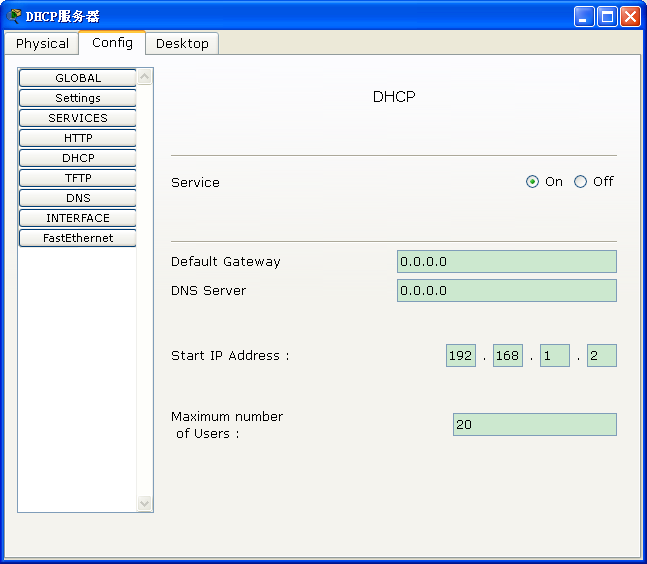 DHCP服务器
Physical Config Desktop
GLOBAL
Settings
SERVICES
HTTP
DHCP
TFTP
DNS
INTERFACE
FastEthernet
DHCP
Service On Off
Default Gateway 0.0.0.0
DNS Server 0.0.0.0
Start IP Address : 192 . 168 . 1 . 2
Maximum number
of Users : 20